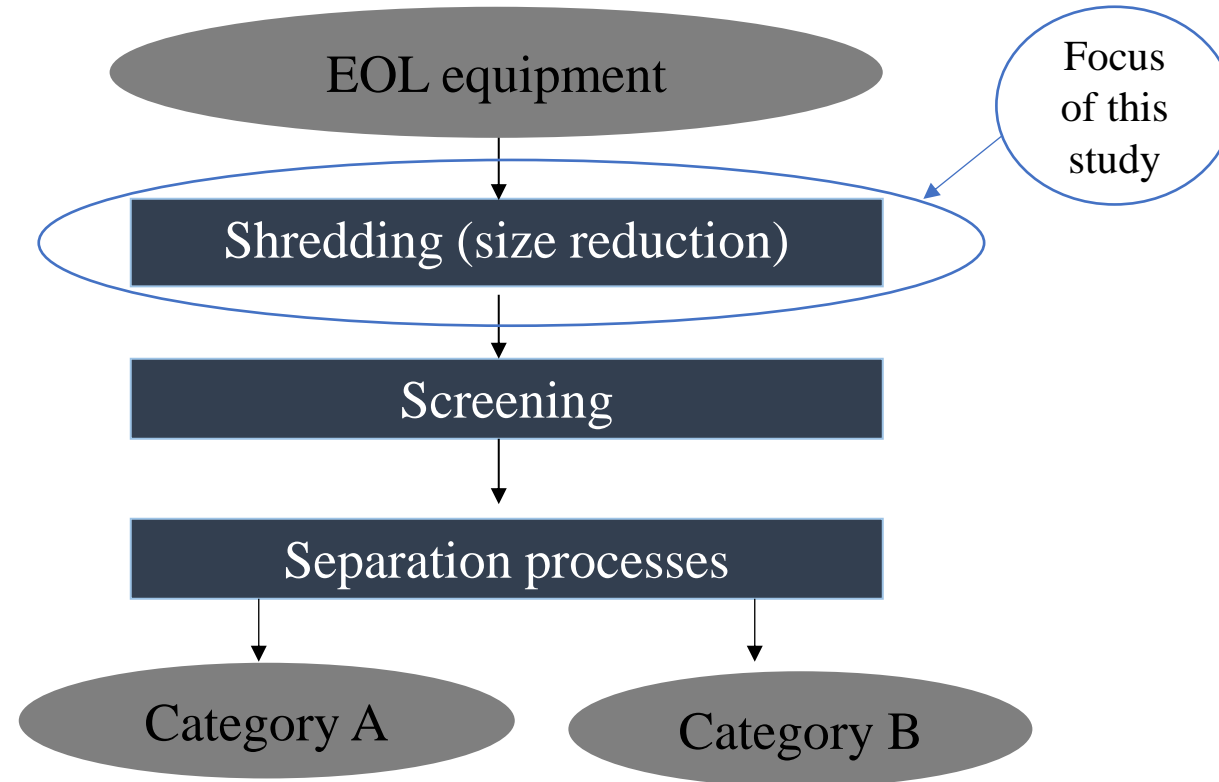 EOL equipment
Focus
of this
study
Shredding (size reduction)
Screening
Separation processes
Category A
Category B